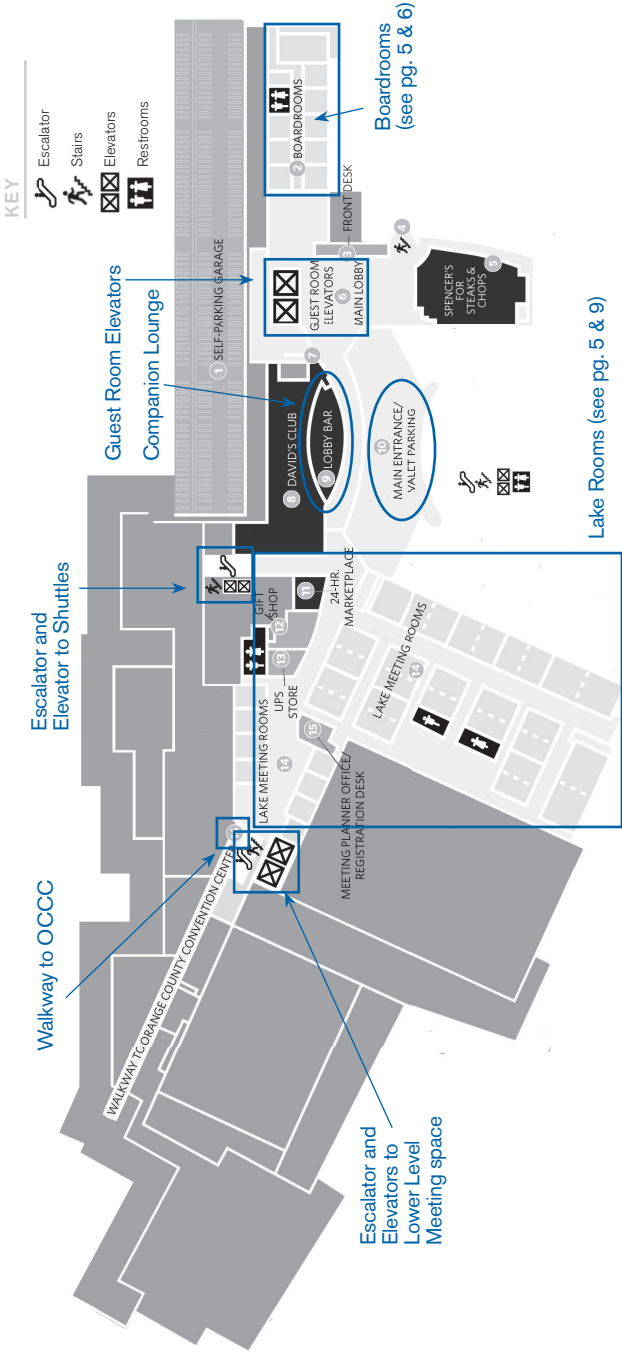 KEY
Escalator
Stairs
Elevators
Restrooms
Boardrooms
(see pg. 5 & 6)
2 BOARDROOMS
FRONT DESK
3
4
1 SELF-PARKING GARAGE
Guest Room Elevators
Companion Lounge
GUEST ROOM
ELEVATORS
6
MAIN LOBBY
SPENCER'S
FOR
STEAKS &
CHOPS
5
7
8 DAVID'S CLUB
9 LOBBY BAR
10
MAIN ENTRANCE/
VALET PARKING
Lake Rooms (see pg. 5 & 9)
Escalator and
Elevator to Shuttles
GIFT
SHOP
11
12
24-HR.
MARKETPLACE
13
UPS
STORE
LAKE MEETING ROOMS
14
LAKE MEETING ROOMS
14
15
MEETING PLANNER OFFICE/
REGISTRATION DESK
Walkway to OCCC
WALKWAY TO ORANGE COUNTY CONVENTION CENTER
Escalator and
Elevators to
Lower Level
Meeting space